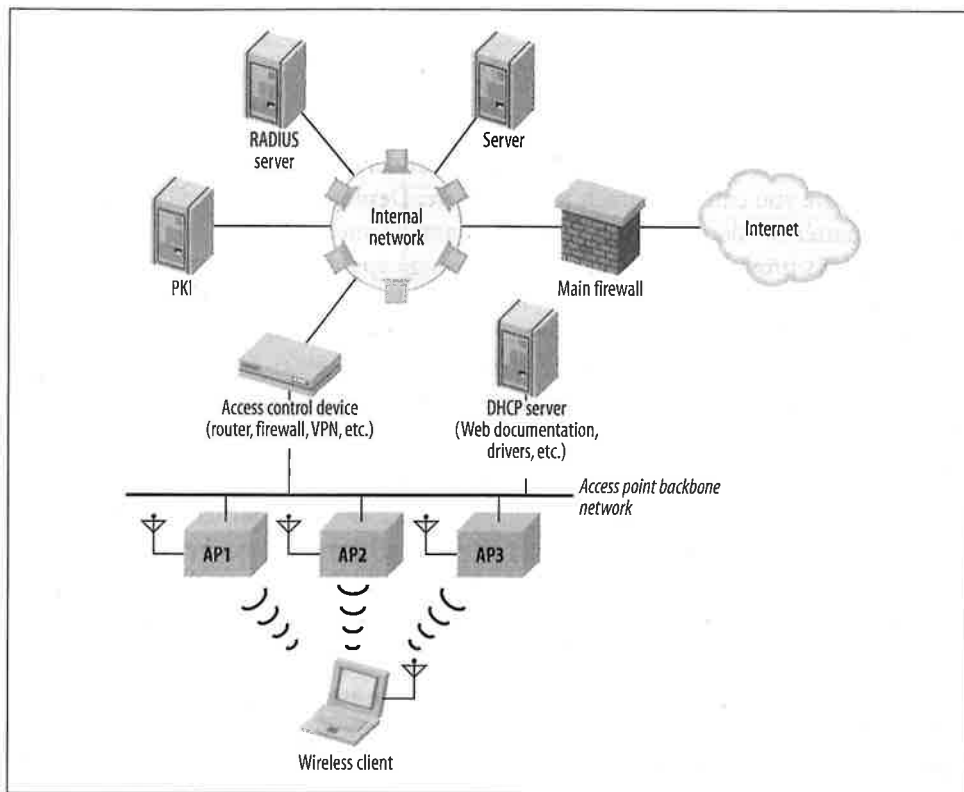 RADIUS
server
Server
Internal
network
Internet
PKI
Main firewall
Access control device
(router, firewall, VPN, etc.)
DHCP server
(Web documentation,
drivers, etc.)
Access point backbone
network
AP1
AP2
AP3
Wireless client